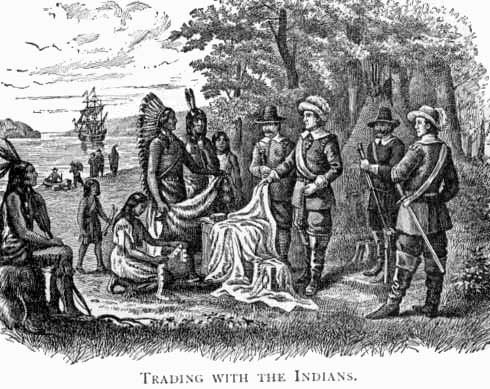 Trading with the Indians.